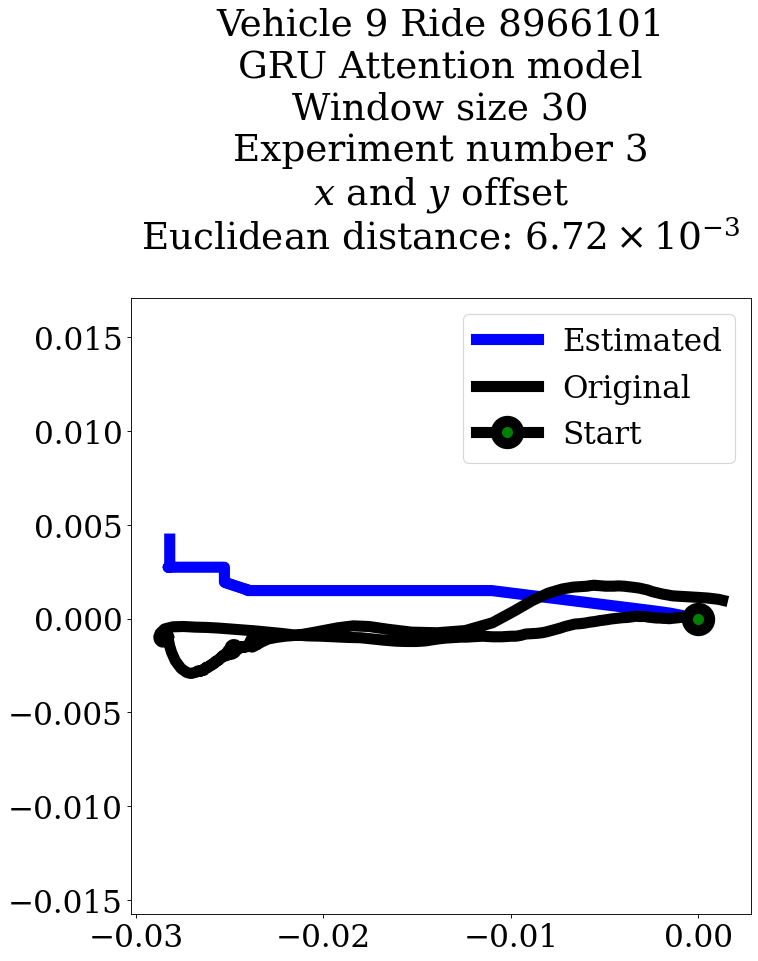 Vehicle 9 Ride 8966101
GRU Attention model
Window size 30
Experiment number 3
x and y offset
Euclidean distance: 6.72 × 10⁻³
Estimated
Original
Start
0.015
0.010
0.005
0.000
−0.005
−0.010
−0.015
−0.03 −0.02 −0.01 0.00